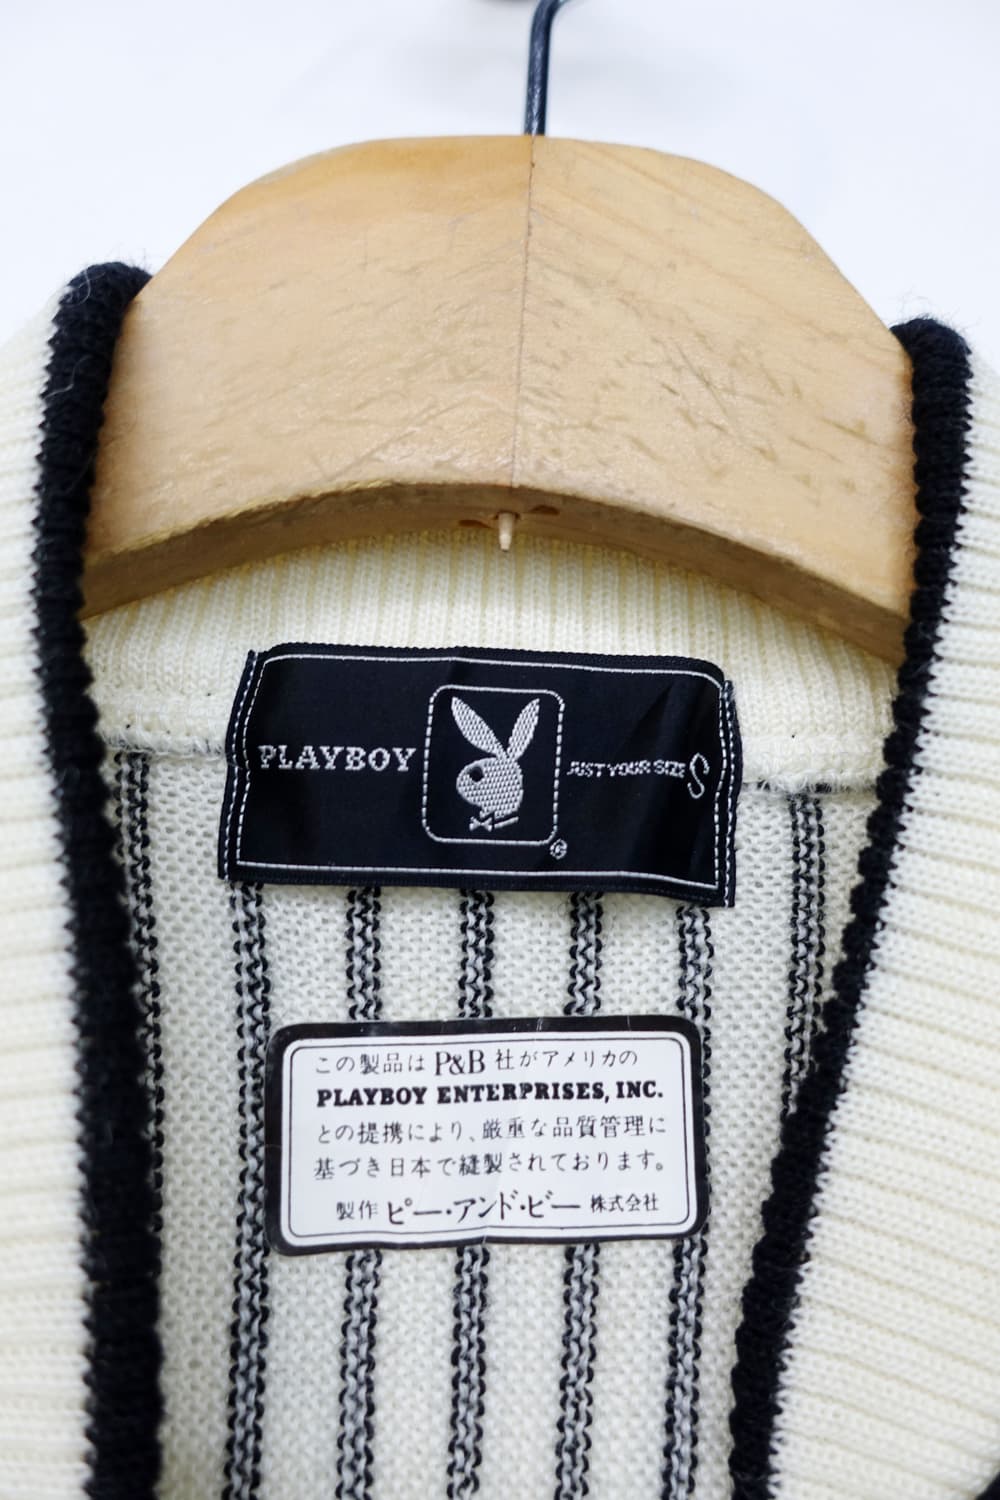 PLAYBOY JUST YOUR SIZE S
®
この製品は P&B 社がアメリカの
PLAYBOY ENTERPRISES, INC.
との提携により、厳重な品質管理に
基づき日本で縫製されております。
製作 ピー・アンド・ビー 株式会社